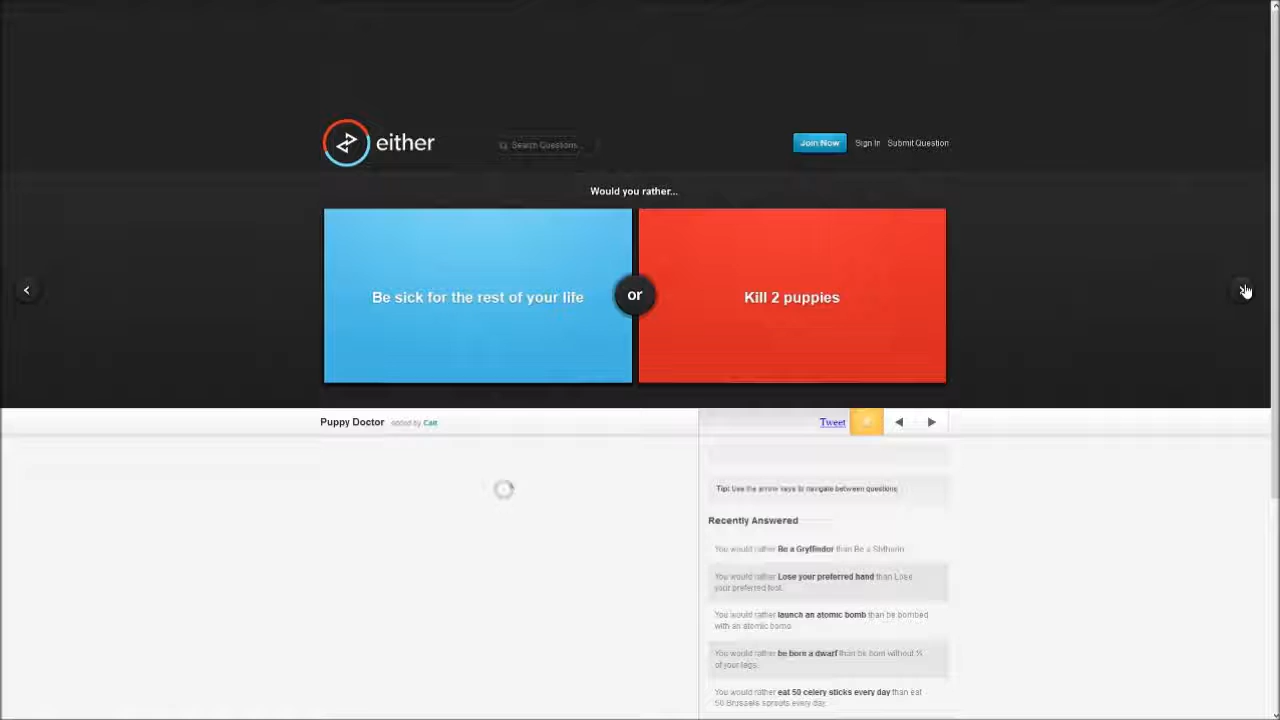 either
Search Questions...
Join Now
Sign In
Submit Question
Would you rather...
Be sick for the rest of your life
or
Kill 2 puppies
Puppy Doctor
added by Cait
Tweet
Tip: Use the arrow keys to navigate between questions
Recently Answered
You would rather Be a Gryffindor than Be a Slitherin
You would rather Lose your preferred hand than Lose
your preferred foot.
You would rather launch an atomic bomb than be bombed
with an atomic bomb
You would rather be born a dwarf than be born without ½
of your legs.
You would rather eat 50 celery sticks every day than eat
50 Brussels sprouts every day.